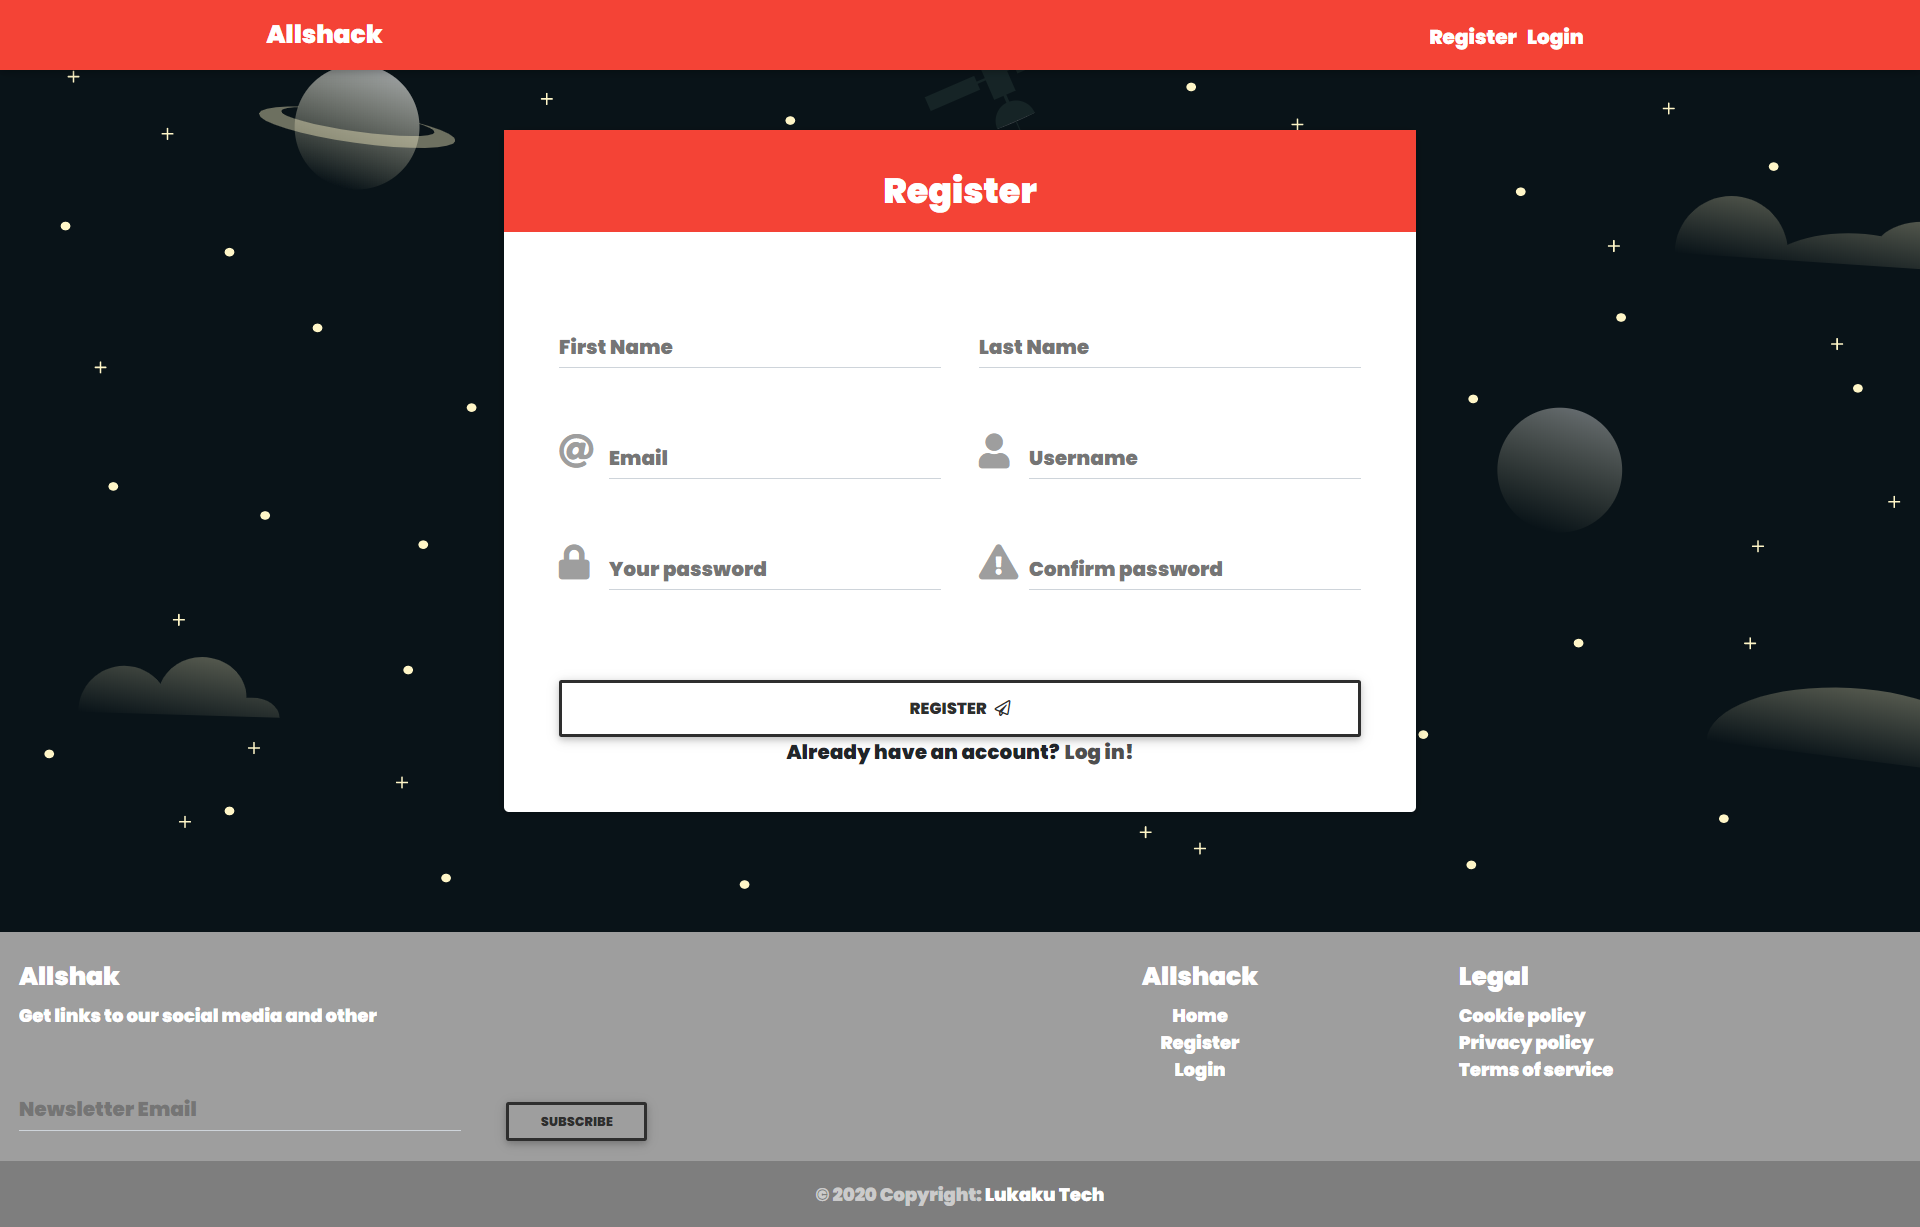 Allshack
Register Login
Register
First Name
Last Name
Email
Username
Your password
Confirm password
REGISTER
Already have an account? Log in!
Allshak
Get links to our social media and other
Newsletter Email
SUBSCRIBE
Allshack
Home
Register
Login
Legal
Cookie policy
Privacy policy
Terms of service
© 2020 Copyright: Lukaku Tech